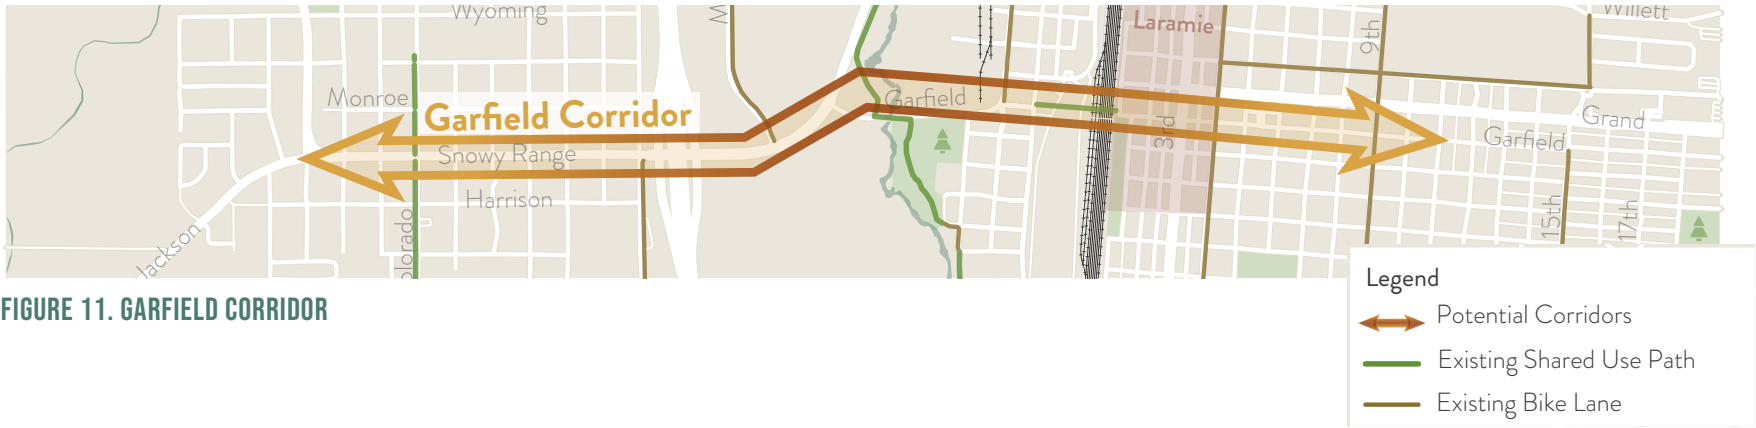 Wyoming
M
Laramie
9th
Willett
Monroe
Garfield Corridor
Garfield
Grand
3rd
Garfield
Snowy Range
Harrison
Jackson
olorado
15th
17th
FIGURE 11. GARFIELD CORRIDOR
Legend
Potential Corridors
Existing Shared Use Path
Existing Bike Lane